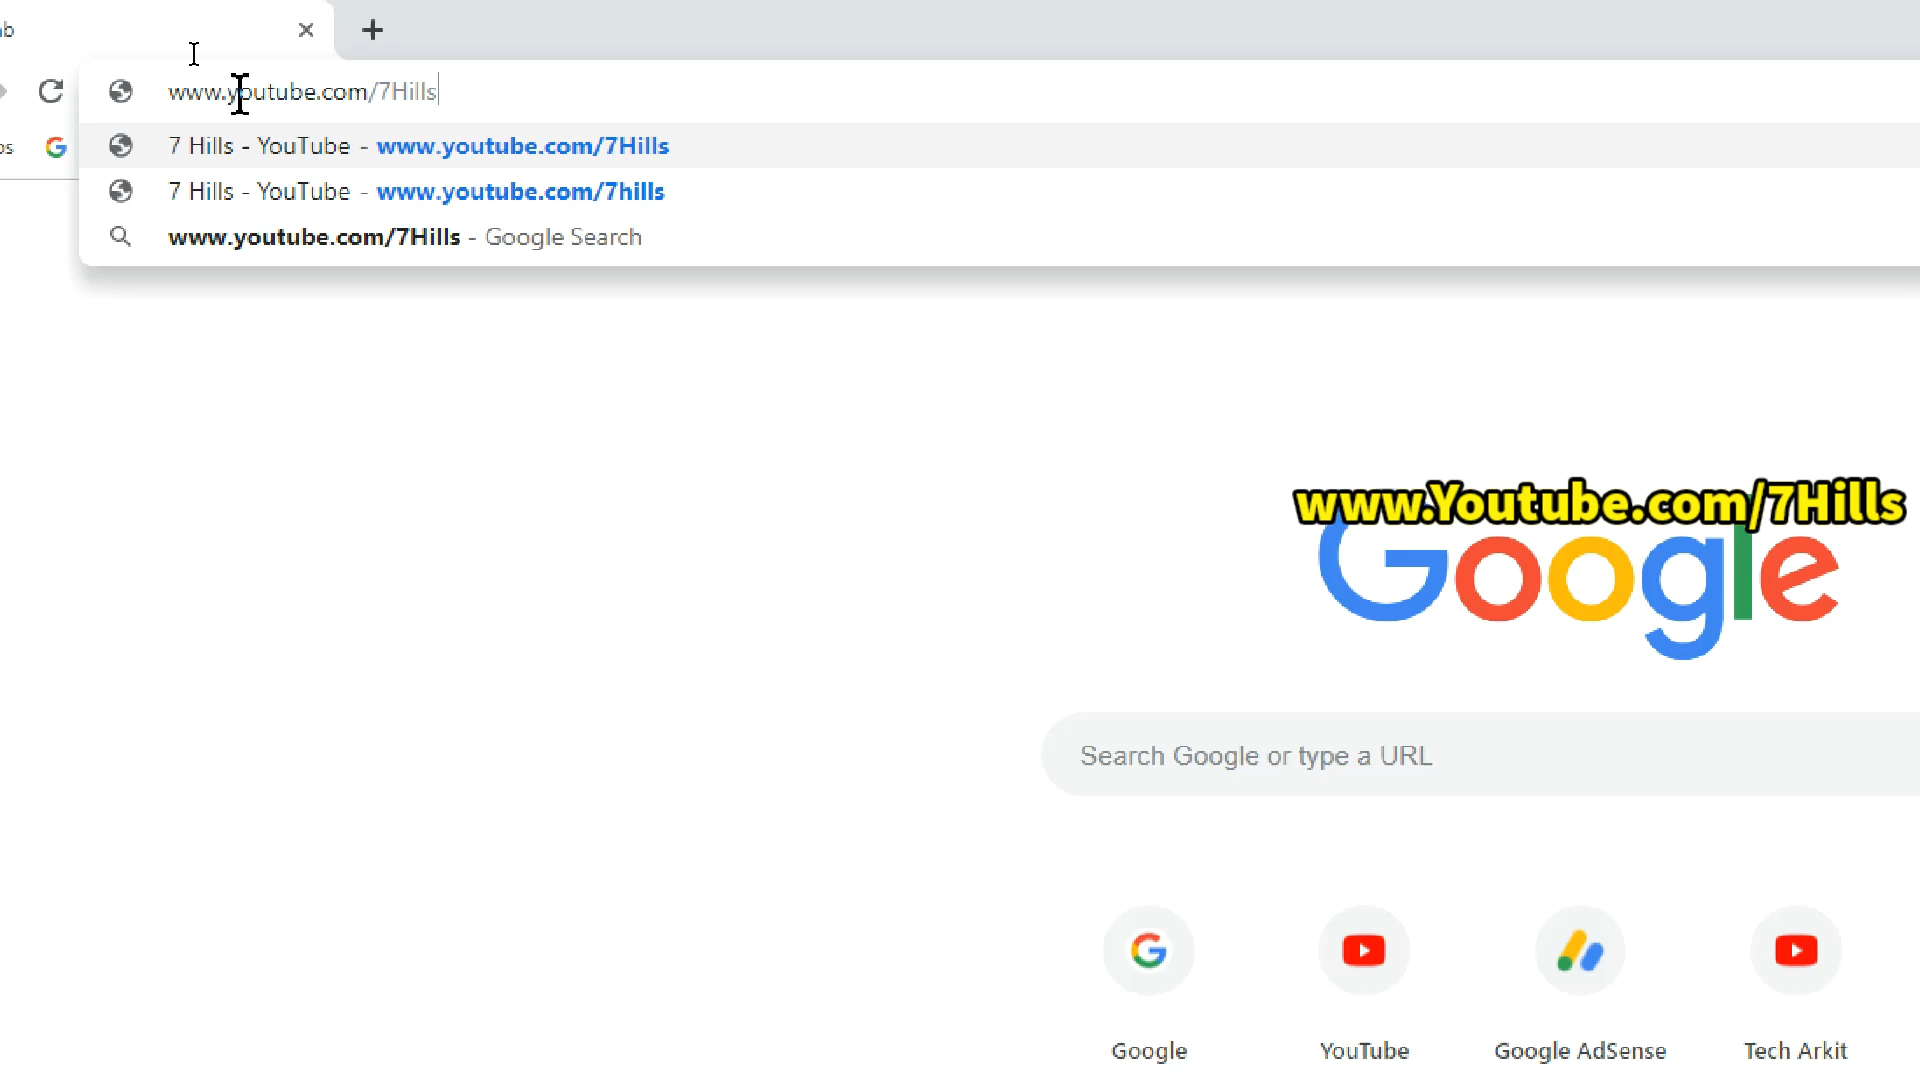 www.youtube.com/7Hills
7 Hills - YouTube - www.youtube.com/7Hills
7 Hills - YouTube - www.youtube.com/7hills
www.youtube.com/7Hills - Google Search
www.Youtube.com/7Hills
Google
Search Google or type a URL
Google YouTube Google AdSense Tech Arkit